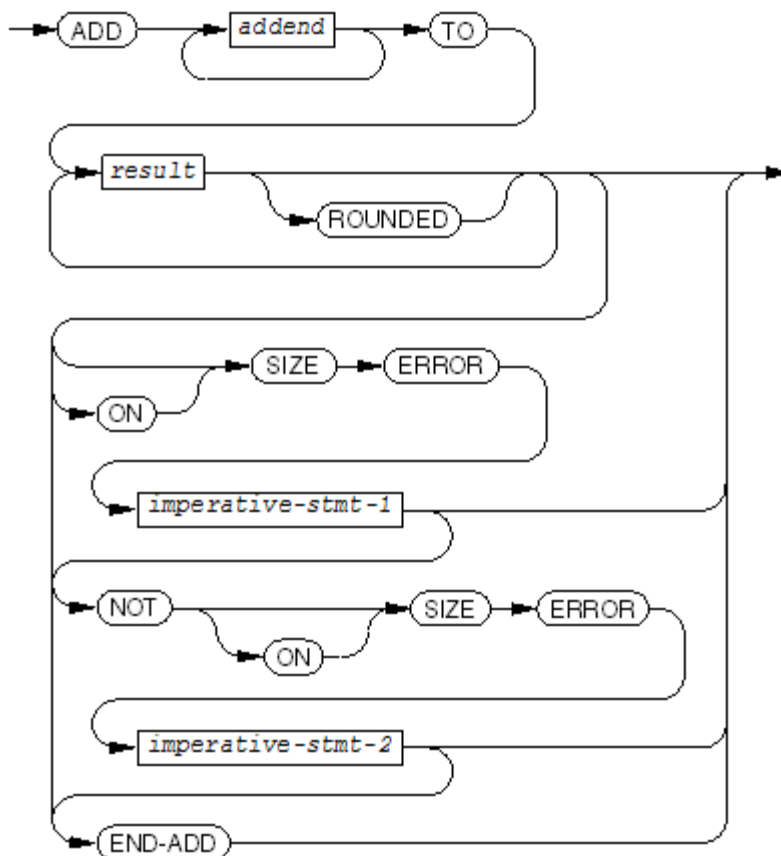 ADD addend TO
result
ROUNDED
SIZE ERROR
ON
imperative-stmt-1
NOT SIZE ERROR
ON
imperative-stmt-2
END-ADD